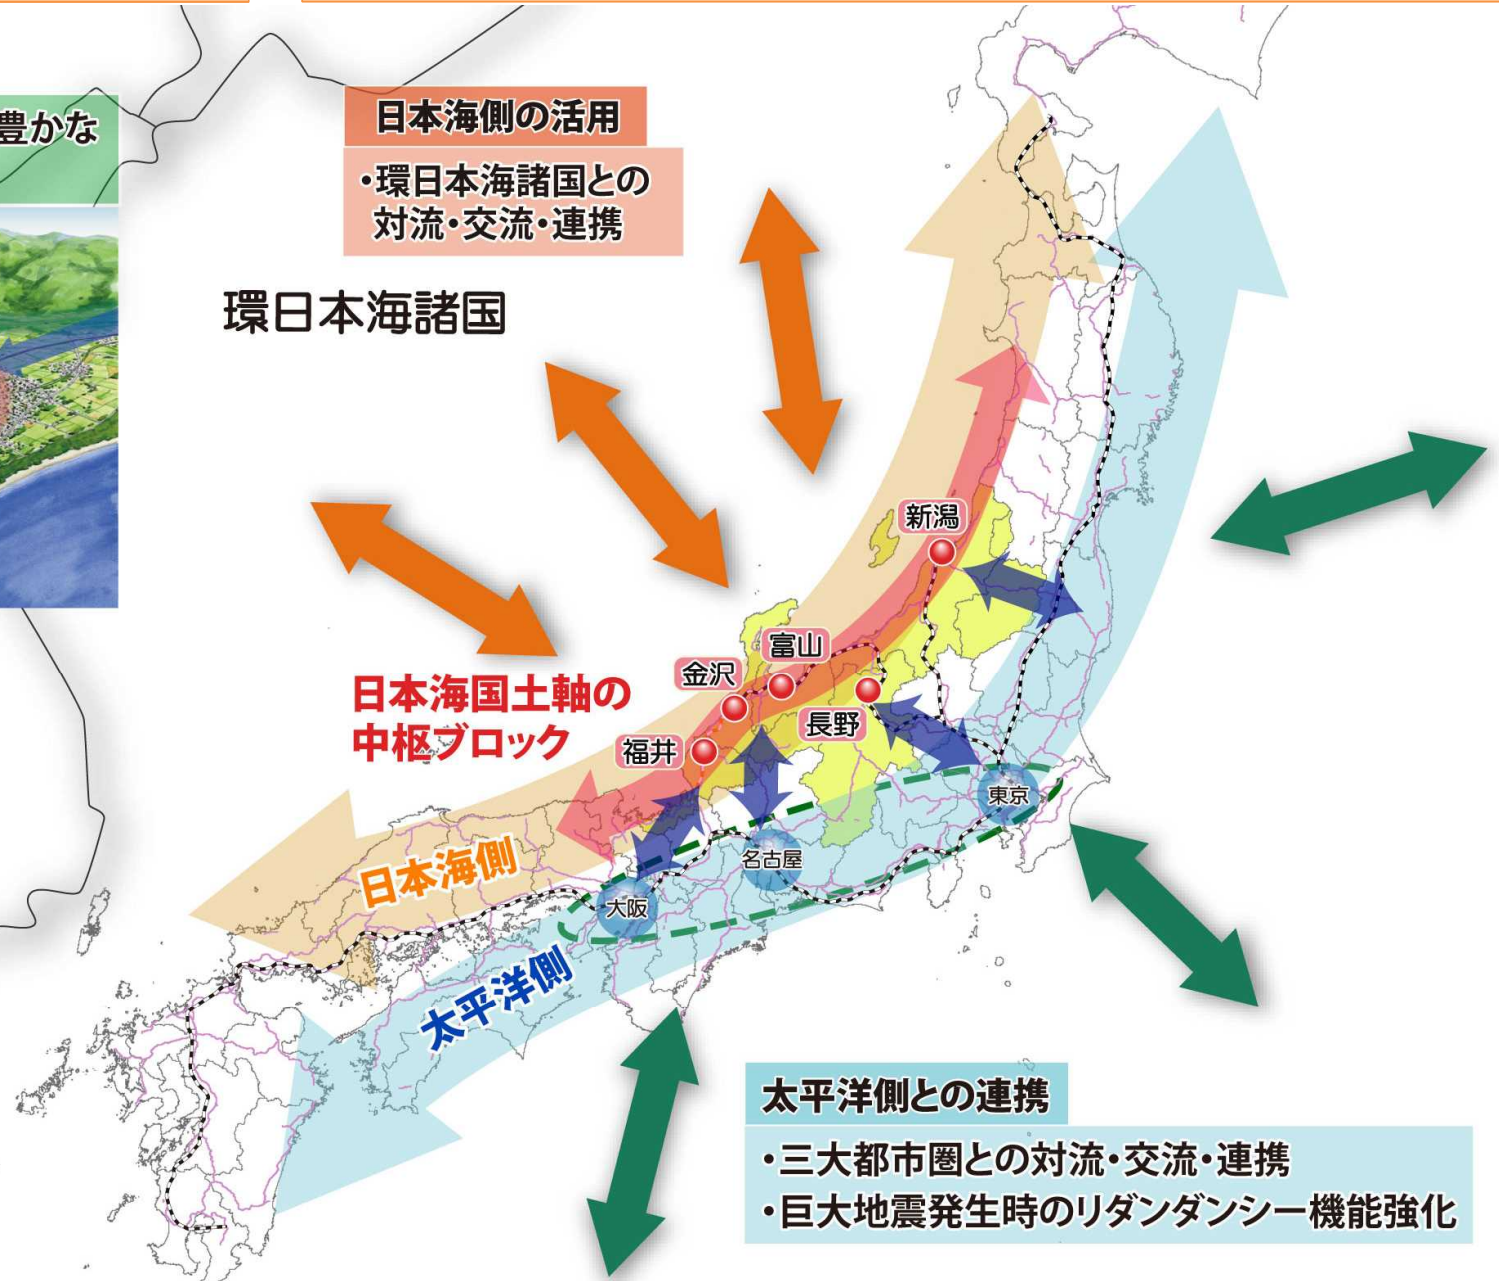 豊かな
日本海側の活用
・環日本海諸国との
対流・交流・連携
環日本海諸国
新潟
富山
金沢
長野
福井
日本海国土軸の
中枢ブロック
東京
名古屋
大阪
日本海側
太平洋側
太平洋側との連携
・三大都市圏との対流・交流・連携
・巨大地震発生時のリダンダンシー機能強化